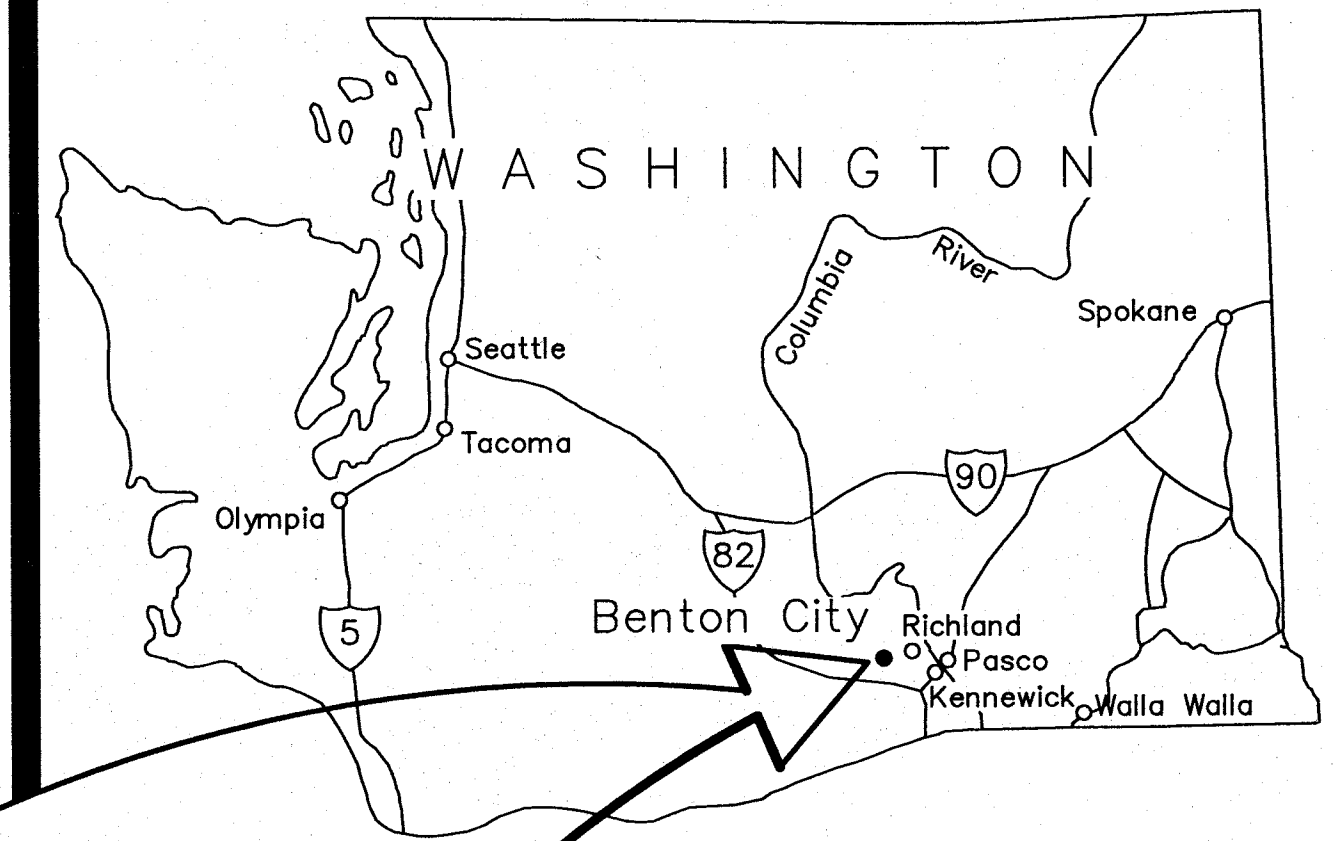 WASHINGTON
River
Columbia
Spokane
Seattle
Tacoma
90
Olympia
82
Benton City
5
Richland
Pasco
Kennewick
Walla Walla